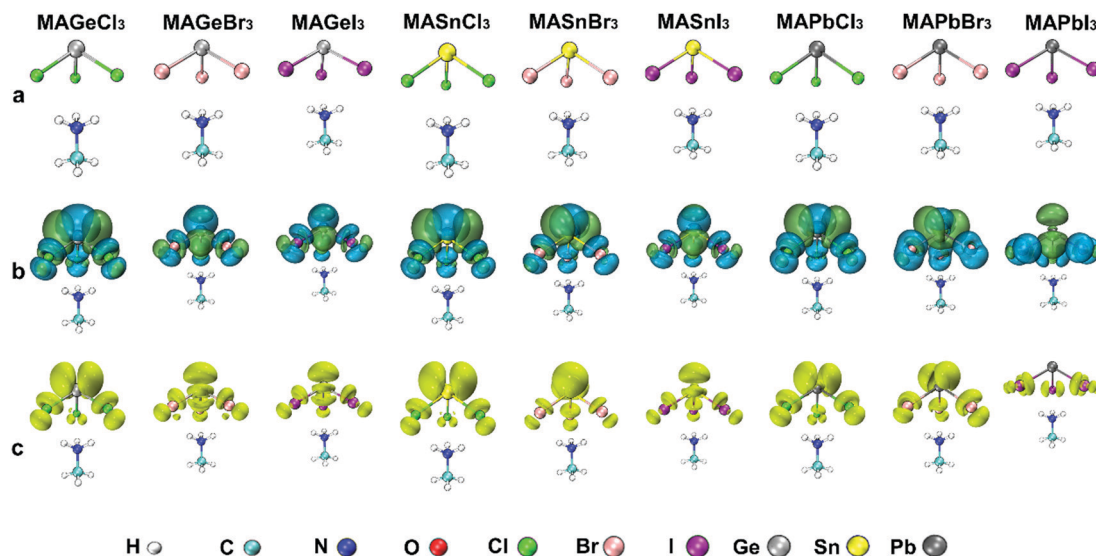 MAGeCl₃ MAGeBr₃ MAGeI₃ MASnCl₃ MASnBr₃ MASnI₃ MAPbCl₃ MAPbBr₃ MAPbI₃
a
b
c
H C N O Cl Br I Ge Sn Pb